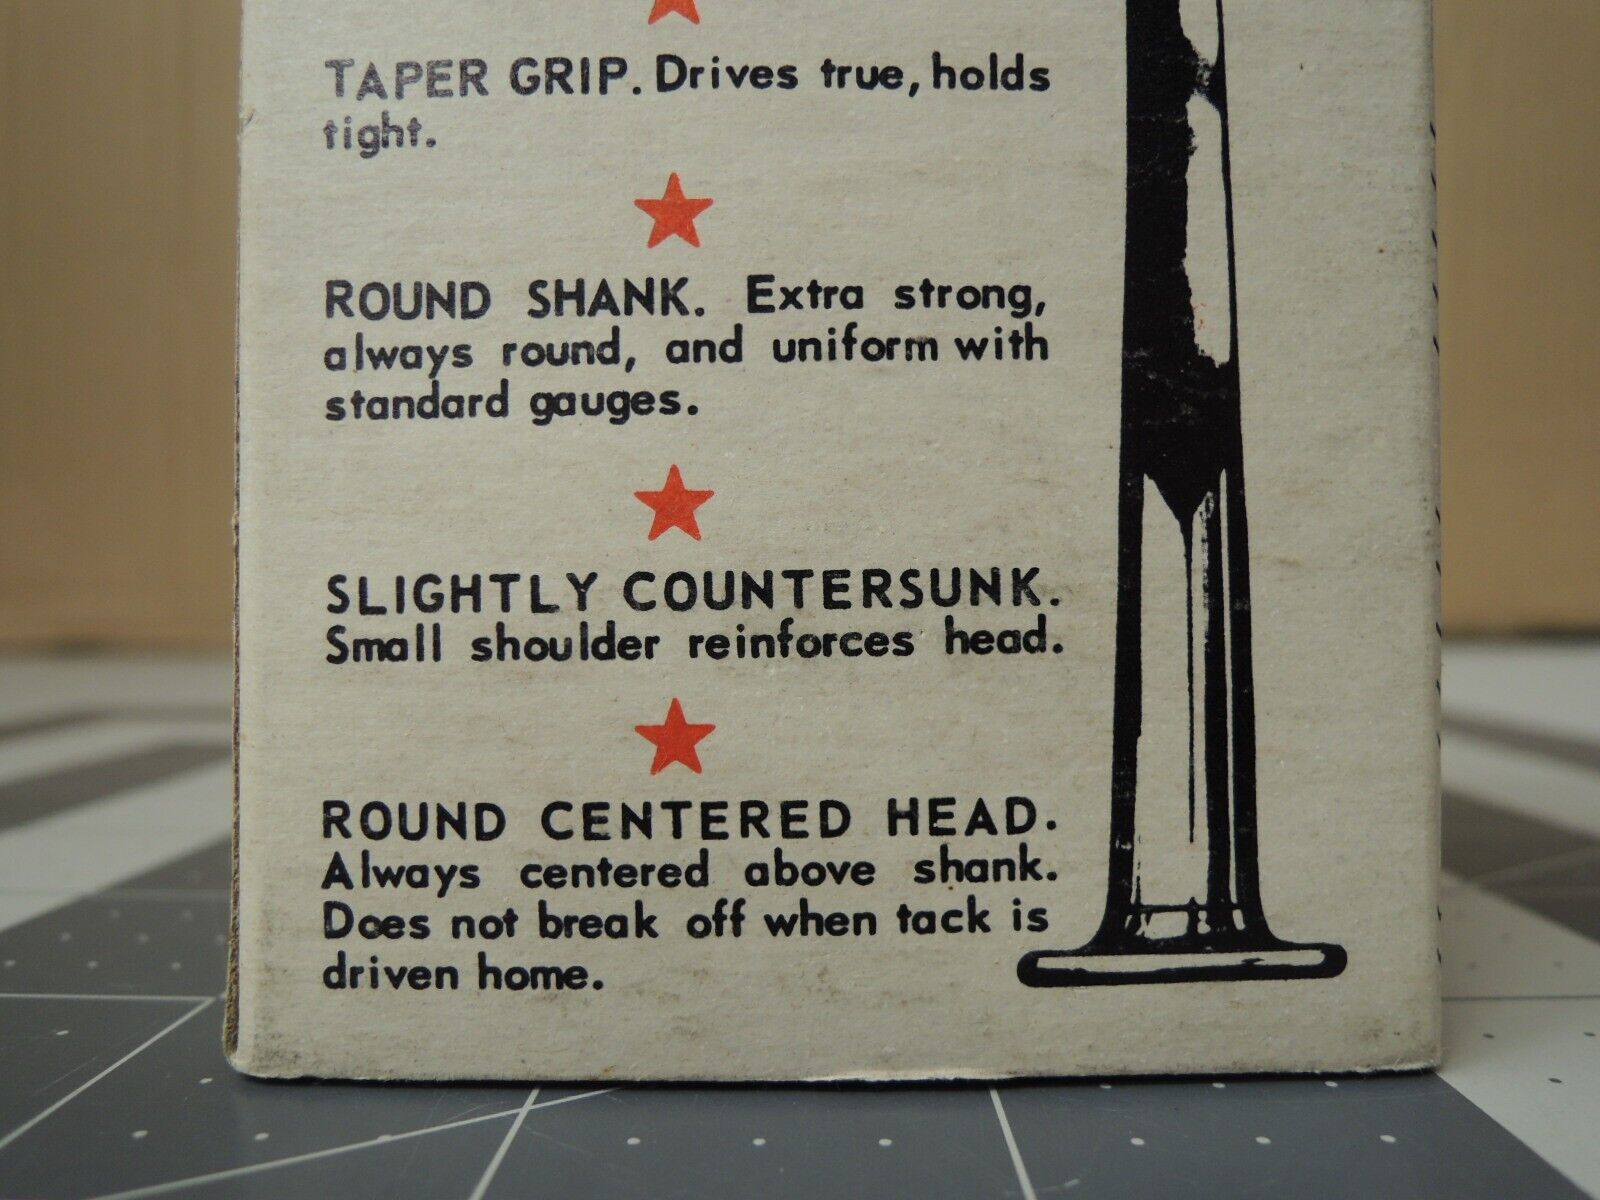 TAPER GRIP. Drives true, holds
tight.
ROUND SHANK. Extra strong,
always round, and uniform with
standard gauges.
SLIGHTLY COUNTERSUNK.
Small shoulder reinforces head.
ROUND CENTERED HEAD.
Always centered above shank.
Does not break off when tack is
driven home.